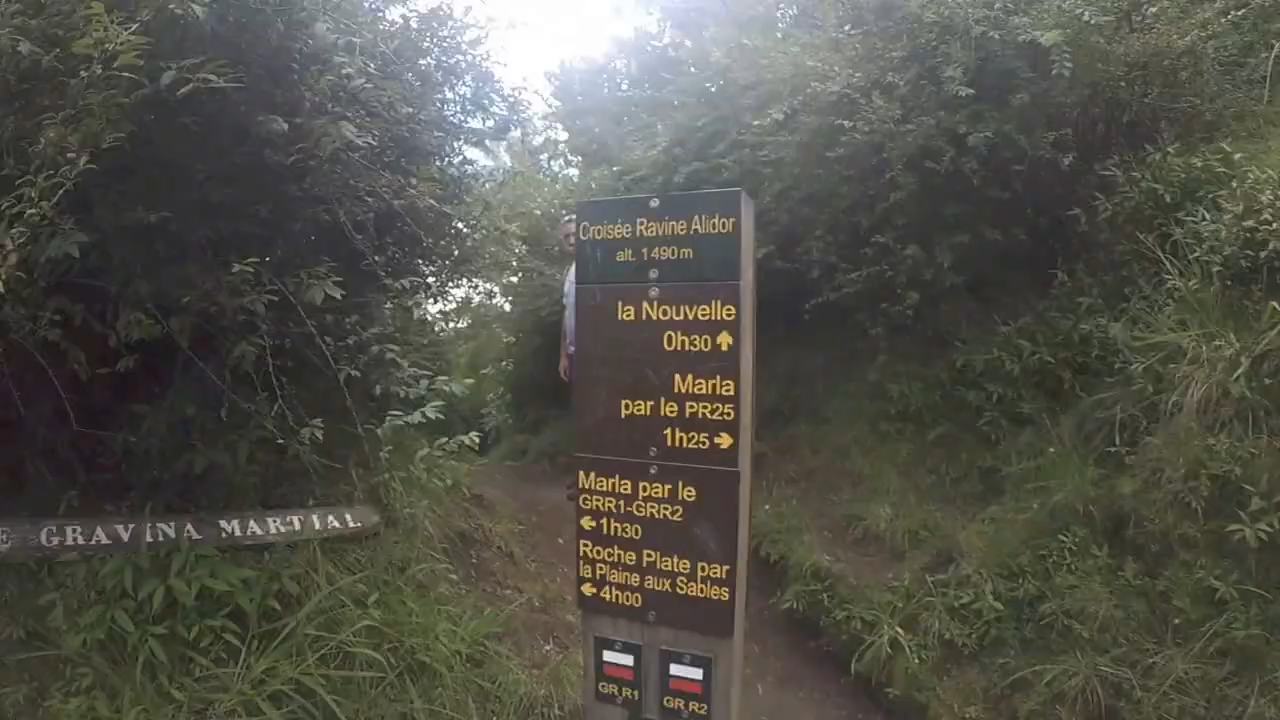 Croisée Ravine Alidor
alt. 1490m
la Nouvelle
0h30
Marla
par le PR25
1h25
Marla par le
GRR1-GRR2
1h30
Roche Plate par
la Plaine aux Sables
4h00
GR R1
GR R2
E GRAVINA MARTIAL